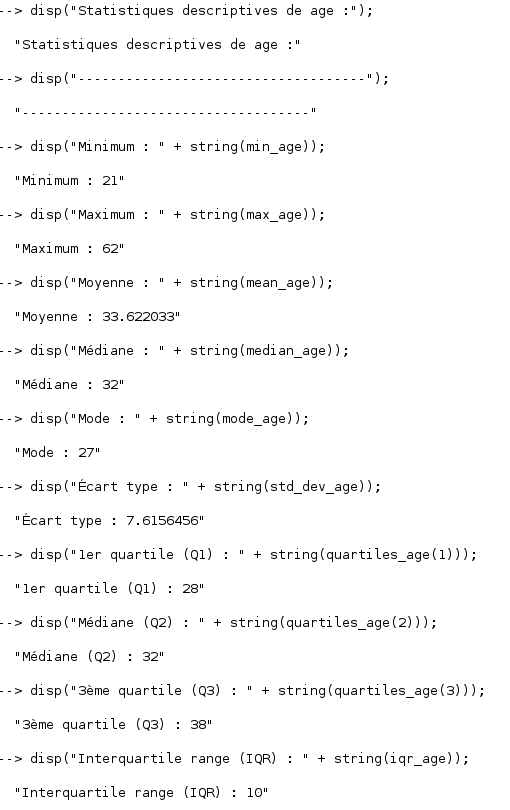 --> disp("Statistiques descriptives de age :");
"Statistiques descriptives de age :"
--> disp("------------------------------------");
"------------------------------------"
--> disp("Minimum : " + string(min_age));
"Minimum : 21"
--> disp("Maximum : " + string(max_age));
"Maximum : 62"
--> disp("Moyenne : " + string(mean_age));
"Moyenne : 33.622033"
--> disp("Médiane : " + string(median_age));
"Médiane : 32"
--> disp("Mode : " + string(mode_age));
"Mode : 27"
--> disp("Écart type : " + string(std_dev_age));
"Écart type : 7.6156456"
--> disp("1er quartile (Q1) : " + string(quartiles_age(1)));
"1er quartile (Q1) : 28"
--> disp("Médiane (Q2) : " + string(quartiles_age(2)));
"Médiane (Q2) : 32"
--> disp("3ème quartile (Q3) : " + string(quartiles_age(3)));
"3ème quartile (Q3) : 38"
--> disp("Interquartile range (IQR) : " + string(iqr_age));
"Interquartile range (IQR) : 10"